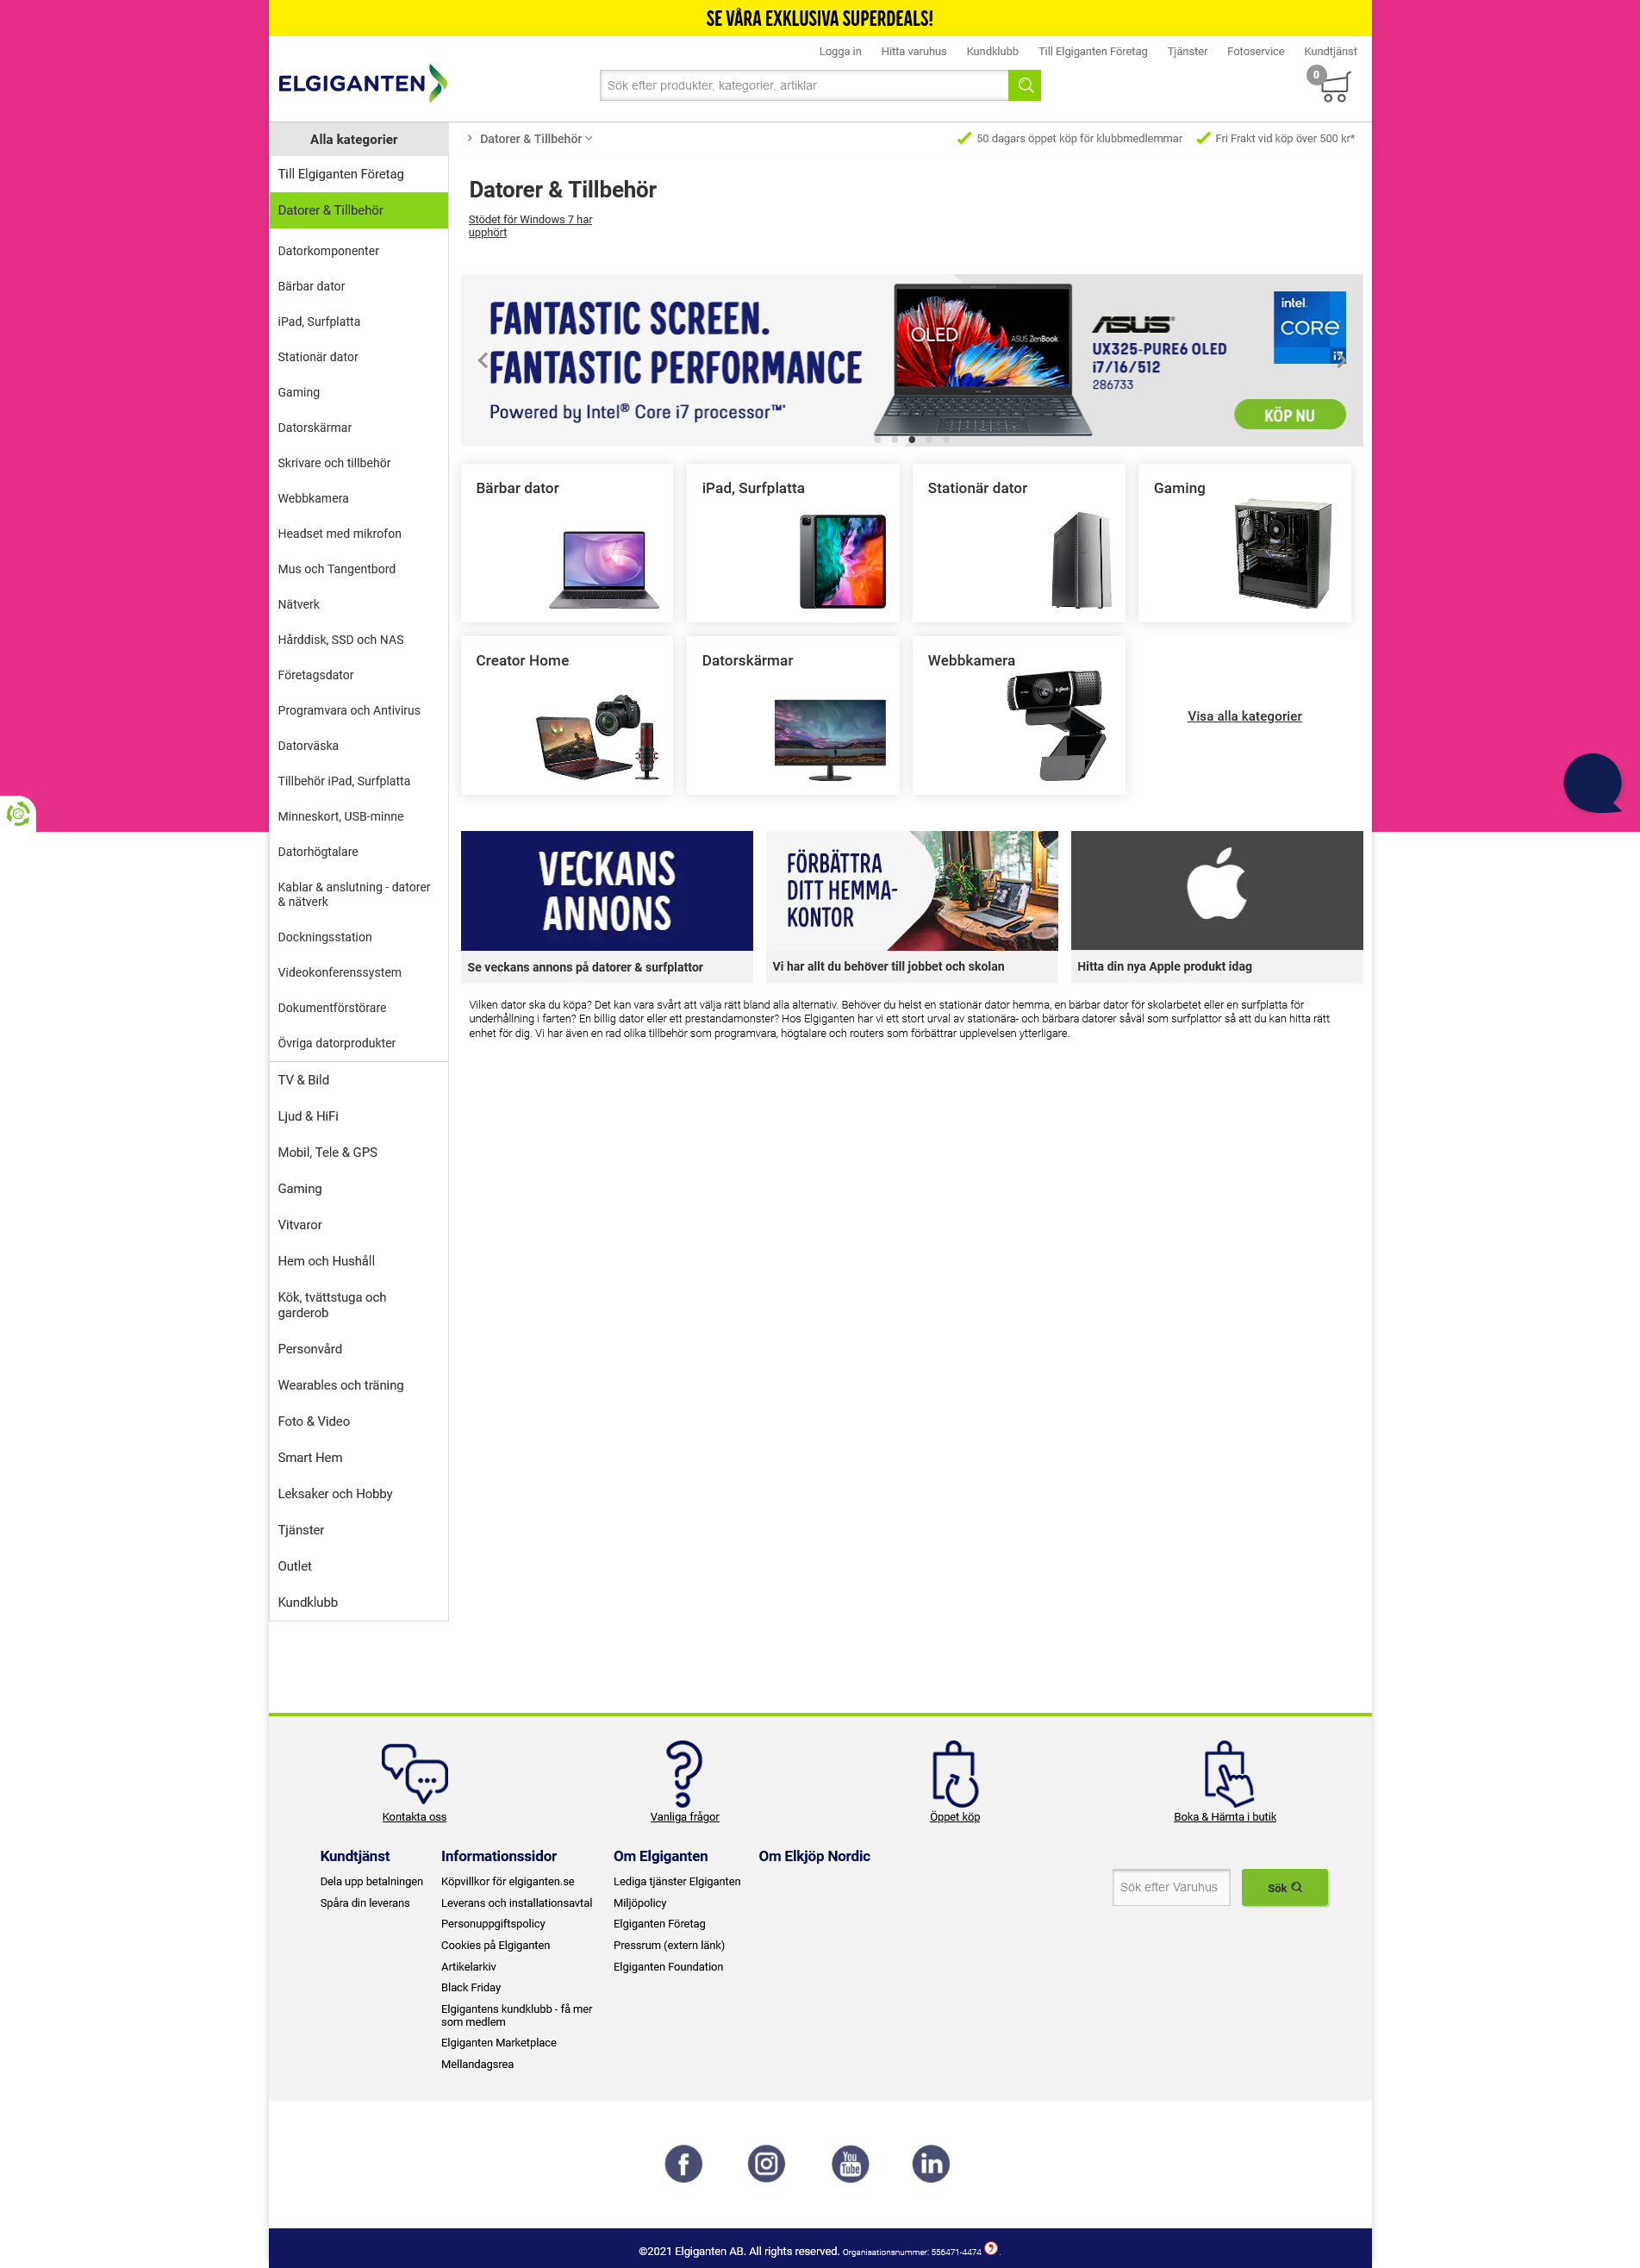 SE VÅRA EXKLUSIVA SUPERDEALS!
Logga in
Hitta varuhus
Kundklubb
Till Elgiganten Företag
Tjänster
Fotoservice
Kundtjänst
ELGIGANTEN
Sök efter produkter, kategorier, artiklar
0
Alla kategorier
Datorer & Tillbehör
50 dagars öppet köp för klubbmedlemmar
Fri Frakt vid köp över 500 kr*
Till Elgiganten Företag
Datorer & Tillbehör
Datorkomponenter
Bärbar dator
iPad, Surfplatta
Stationär dator
Gaming
Datorskärmar
Skrivare och tillbehör
Webbkamera
Headset med mikrofon
Mus och Tangentbord
Nätverk
Hårddisk, SSD och NAS
Företagsdator
Programvara och Antivirus
Datorväska
Tillbehör iPad, Surfplatta
Minneskort, USB-minne
Datorhögtalare
Kablar & anslutning - datorer
& nätverk
Dockningsstation
Videokonferenssystem
Dokumentförstörare
Övriga datorprodukter
TV & Bild
Ljud & HiFi
Mobil, Tele & GPS
Gaming
Vitvaror
Hem och Hushåll
Kök, tvättstuga och
garderob
Personvård
Wearables och träning
Foto & Video
Smart Hem
Leksaker och Hobby
Tjänster
Outlet
Kundklubb
Datorer & Tillbehör
Stödet för Windows 7 har
upphört
FANTASTIC SCREEN.
FANTASTIC PERFORMANCE
Powered by Intel® Core i7 processor™
OLED
ASUS ZenBook
ASUS
UX325-PURE6 OLED
i7/16/512
286733
intel.
CORE
i7
KÖP NU
Bärbar dator
iPad, Surfplatta
Stationär dator
Gaming
Creator Home
Datorskärmar
Webbkamera
logitech
Visa alla kategorier
VECKANS
ANNONS
Se veckans annons på datorer & surfplattor
FÖRBÄTTRA
DITT HEMMA-
KONTOR
Vi har allt du behöver till jobbet och skolan
Hitta din nya Apple produkt idag
Vilken dator ska du köpa? Det kan vara svårt att välja rätt bland alla alternativ. Behöver du helst en stationär dator hemma, en bärbar dator för skolarbetet eller en surfplatta för
underhållning i farten? En billig dator eller ett prestandamonster? Hos Elgiganten har vi ett stort urval av stationära- och bärbara datorer såväl som surfplattor så att du kan hitta rätt
enhet för dig. Vi har även en rad olika tillbehör som programvara, högtalare och routers som förbättrar upplevelsen ytterligare.
Kontakta oss
Vanliga frågor
Öppet köp
Boka & Hämta i butik
Kundtjänst
Dela upp betalningen
Spåra din leverans
Informationssidor
Köpvillkor för elgiganten.se
Leverans och installationsavtal
Personuppgiftspolicy
Cookies på Elgiganten
Artikelarkiv
Black Friday
Elgigantens kundklubb - få mer
som medlem
Elgiganten Marketplace
Mellandagsrea
Om Elgiganten
Lediga tjänster Elgiganten
Miljöpolicy
Elgiganten Företag
Pressrum (extern länk)
Elgiganten Foundation
Om Elkjöp Nordic
Sök efter Varuhus
Sök
f
You
Tube
in
©2021 Elgiganten AB. All rights reserved. Organisationsnummer: 556471-4474 .